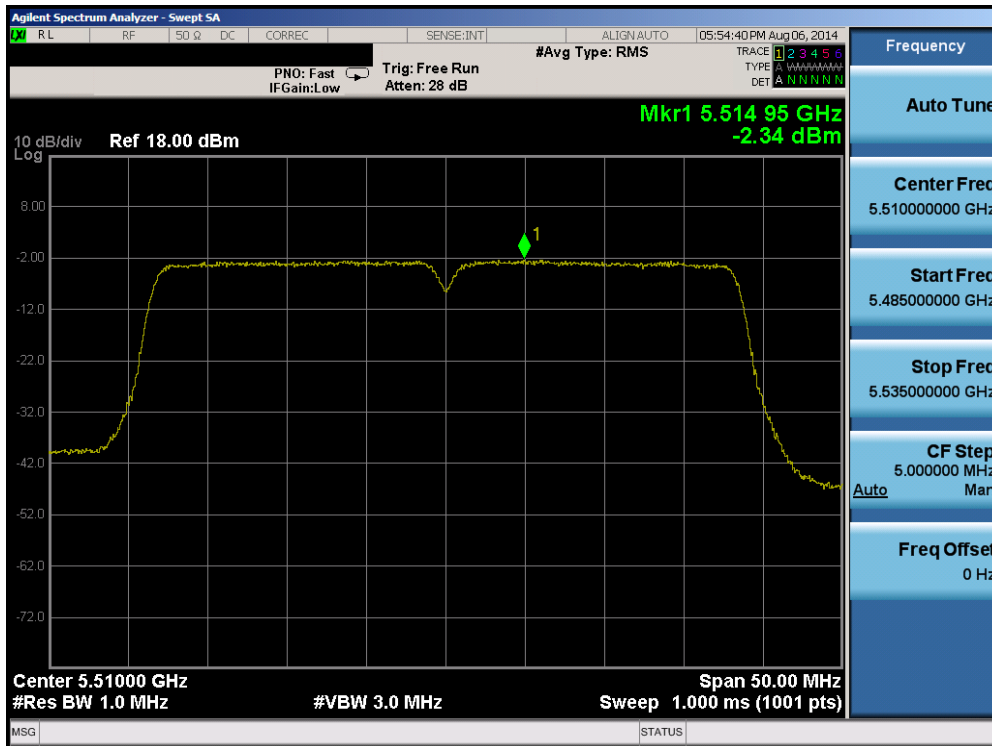 Agilent Spectrum Analyzer - Swept SA
LXI RL RF 50 Ω DC CORREC SENSE:INT ALIGN AUTO 05:54:40 PM Aug 06, 2014
Frequency
#Avg Type: RMS
TRACE 1 2 3 4 5 6
PNO: Fast Trig: Free Run
TYPE A WWWWW
IFGain:Low Atten: 28 dB
DET A N N N N N
Auto Tune
Mkr1 5.514 95 GHz
10 dB/div Ref 18.00 dBm -2.34 dBm
Log
Center Freq
5.510000000 GHz
8.00
1
-2.00
Start Freq
5.485000000 GHz
-12.0
-22.0
Stop Freq
5.535000000 GHz
-32.0
-42.0
CF Step
5.000000 MHz
Auto Man
-52.0
Freq Offset
0 Hz
-62.0
-72.0
Center 5.51000 GHz Span 50.00 MHz
#Res BW 1.0 MHz #VBW 3.0 MHz Sweep 1.000 ms (1001 pts)
MSG STATUS